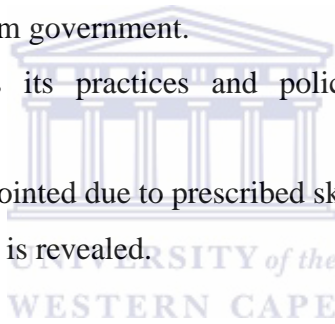 m government.
its practices and polic
ointed due to prescribed sk
is revealed.
UNIVERSITY of the
WESTERN CAPE